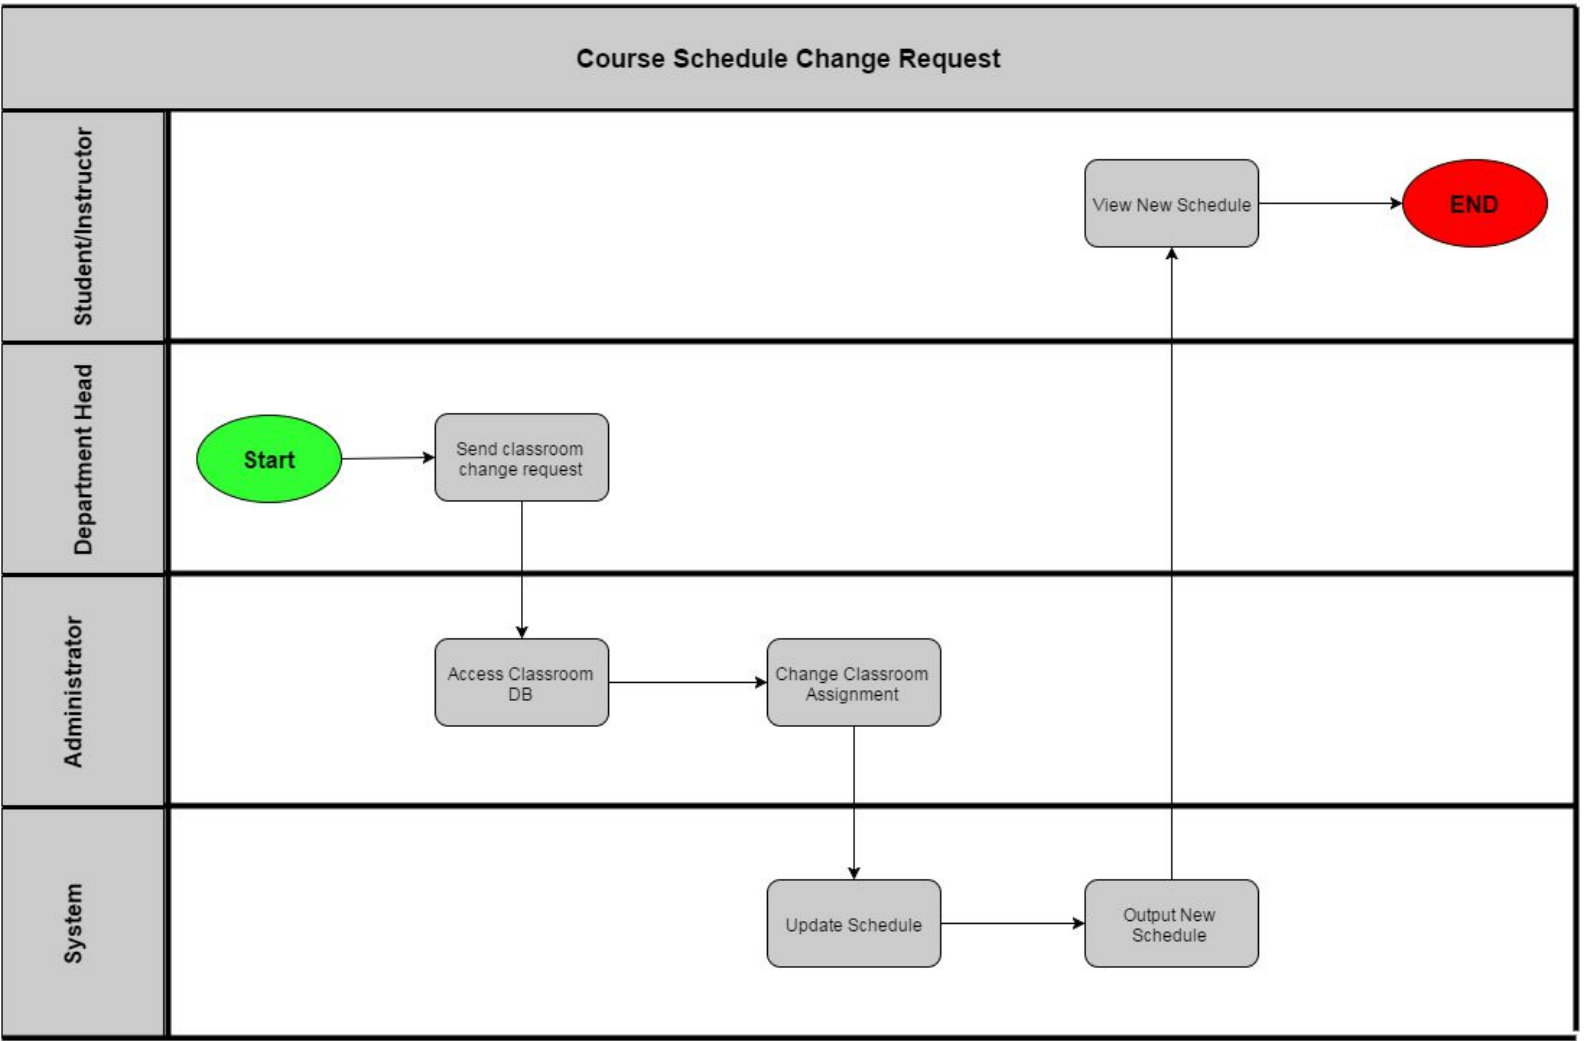 Course Schedule Change Request
Student/Instructor
View New Schedule
END
Department Head
Start
Send classroom
change request
Administrator
Access Classroom
DB
Change Classroom
Assignment
System
Update Schedule
Output New
Schedule